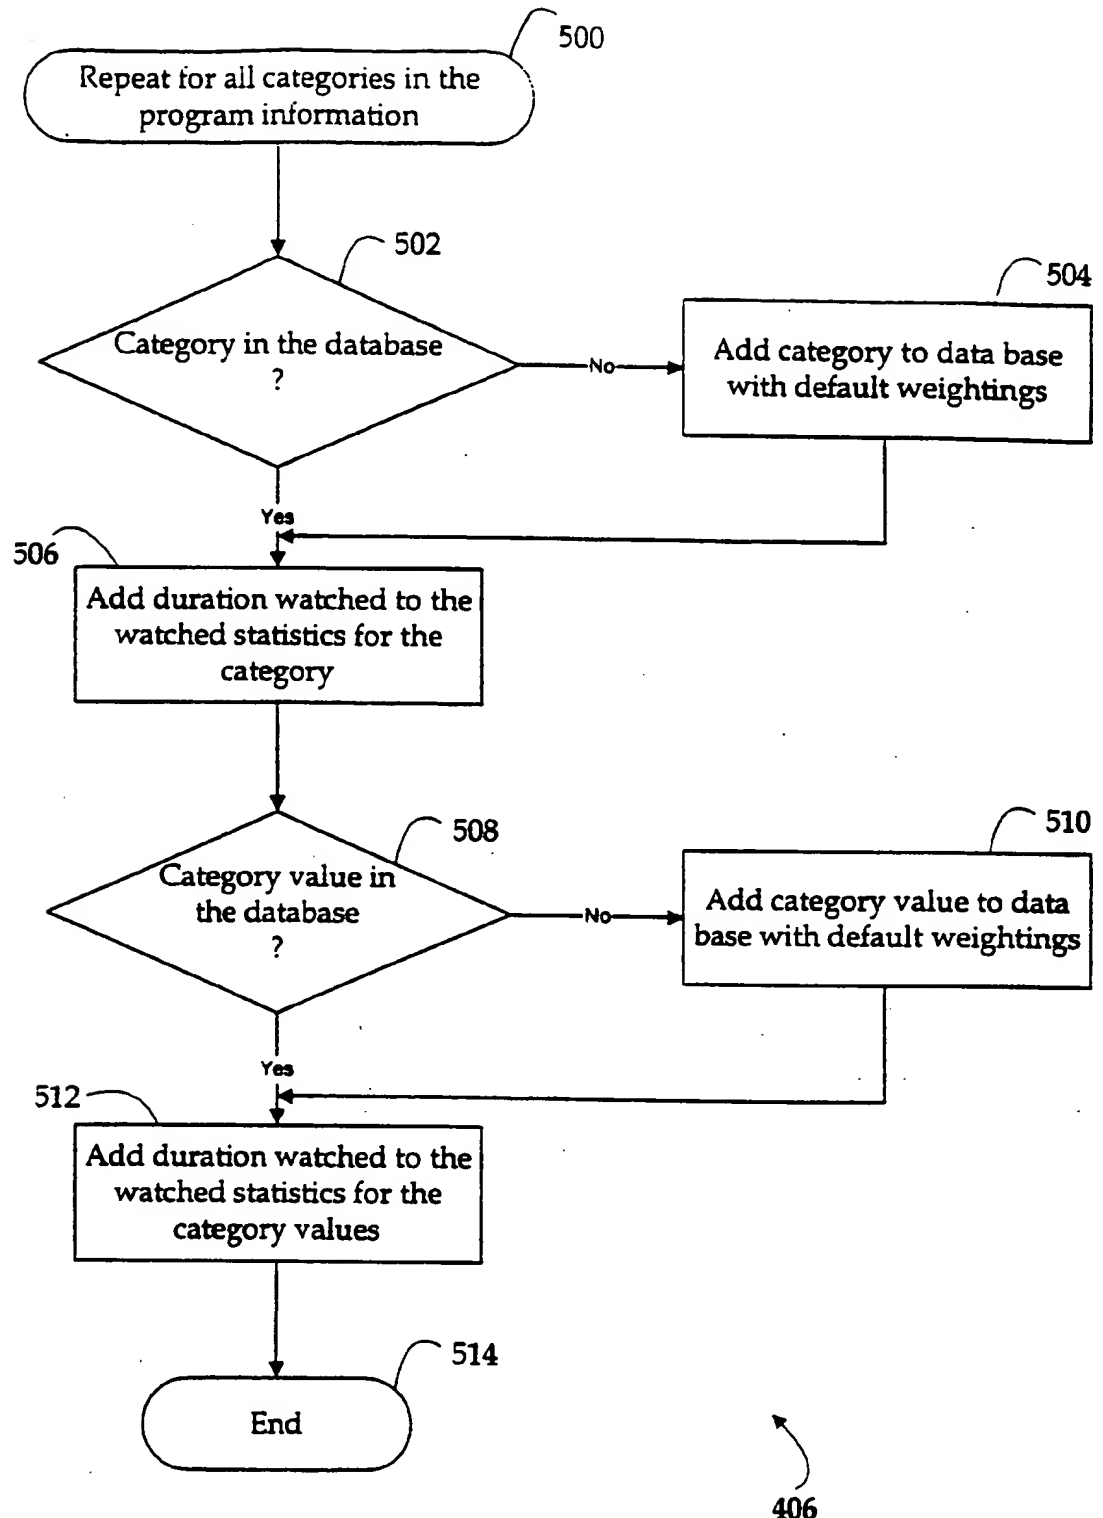 500
Repeat for all categories in the
program information
502
Category in the database
?
No
504
Add category to data base
with default weightings
Yes
506
Add duration watched to the
watched statistics for the
category
508
Category value in
the database
?
No
510
Add category value to data
base with default weightings
Yes
512
Add duration watched to the
watched statistics for the
category values
514
End
406